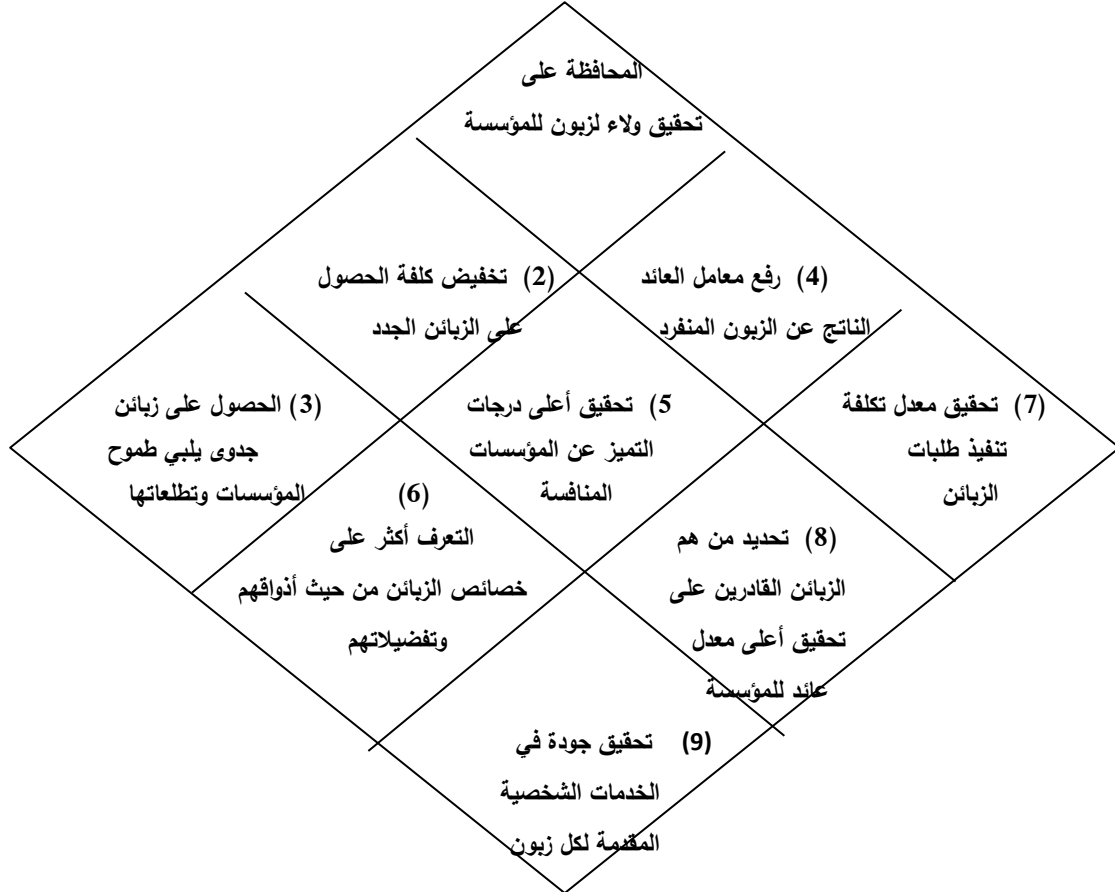 المحافظة على
تحقيق ولاء لزبون للمؤسسة
(2) تخفيض كلفة الحصول
على الزبائن الجدد
(4) رفع معامل العائد
الناتج عن الزبون المنفرد
(3) الحصول على زبائن
جدوى يلبي طموح
المؤسسات وتطلعاتها
5) تحقيق أعلى درجات
التميز عن المؤسسات
المنافسة
(7) تحقيق معدل تكلفة
تنفيذ طلبات
الزبائن
(6)
التعرف أكثر على
خصائص الزبائن من حيث أذواقهم
وتفضيلاتهم
(8) تحديد من هم
الزبائن القادرين على
تحقيق أعلى معدل
عائد للمؤسسة
(9) تحقيق جودة في
الخدمات الشخصية
المقدمة لكل زبون